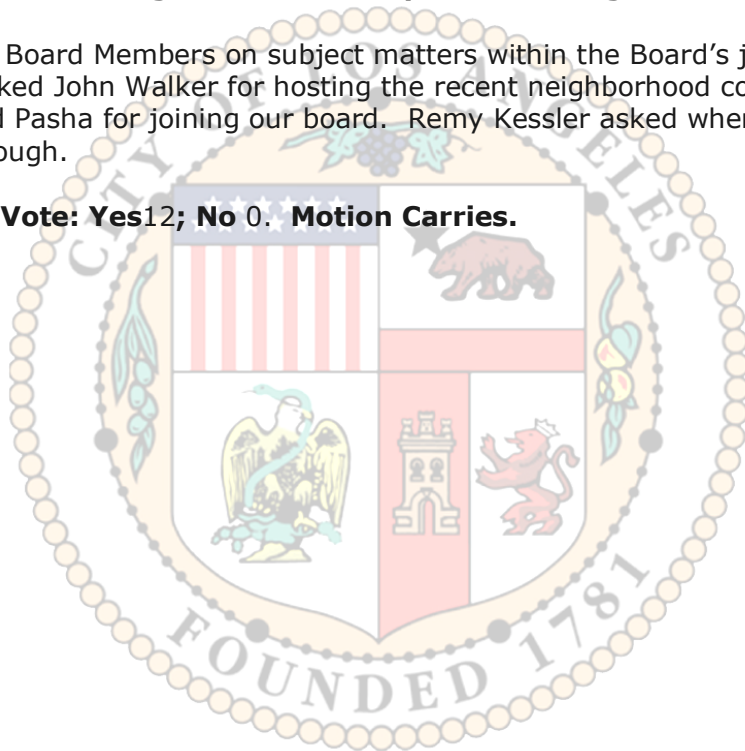 Board Members on subject matters within the Board's j
ked John Walker for hosting the recent neighborhood co
d Pasha for joining our board. Remy Kessler asked wher
ough.
Vote: Yes12; No 0. Motion Carries.
CITY OF LOS ANGELES
FOUNDED 1781